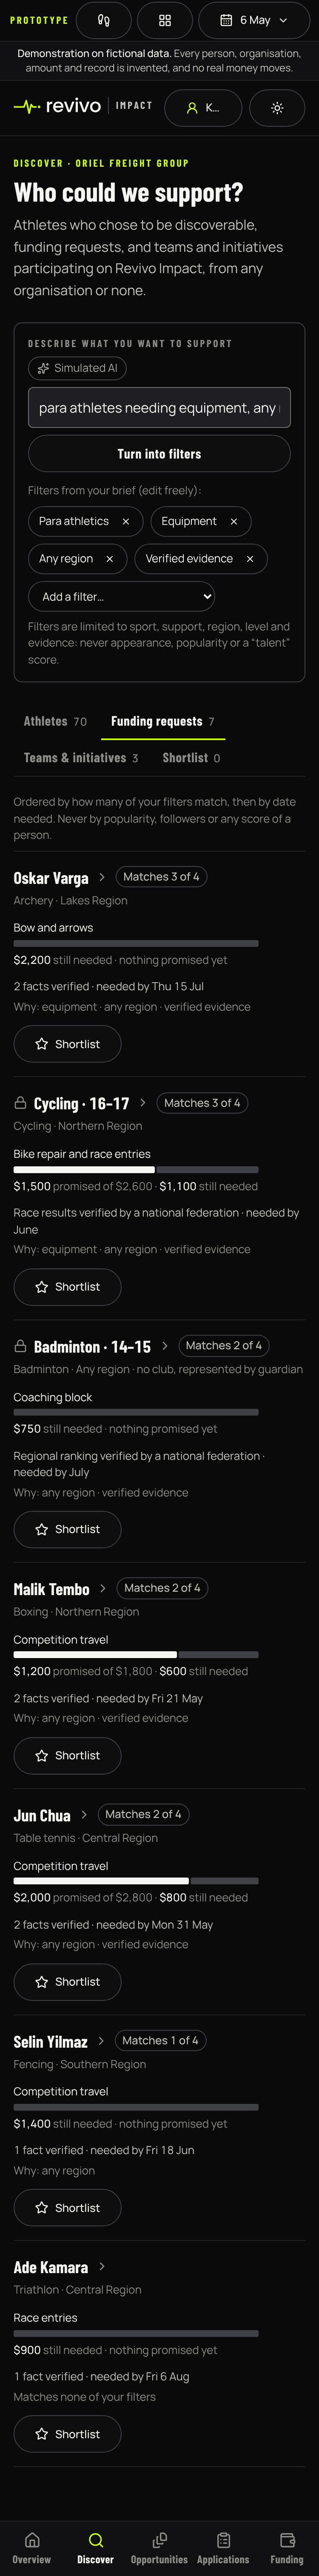 PROTOTYPE
6 May
Demonstration on fictional data. Every person, organisation,
amount and record is invented, and no real money moves.
revivo IMPACT
K...
DISCOVER · ORIEL FREIGHT GROUP
Who could we support?
Athletes who chose to be discoverable,
funding requests, and teams and initiatives
participating on Revivo Impact, from any
organisation or none.
DESCRIBE WHAT YOU WANT TO SUPPORT
Simulated AI
para athletes needing equipment, any
Turn into filters
Filters from your brief (edit freely):
Para athletics ×
Equipment ×
Any region ×
Verified evidence ×
Add a filter...
Filters are limited to sport, support, region, level and
evidence: never appearance, popularity or a “talent”
score.
Athletes 70
Funding requests 7
Teams & initiatives 3
Shortlist 0
Ordered by how many of your filters match, then by date
needed. Never by popularity, followers or any score of a
person.
Oskar Varga
Matches 3 of 4
Archery · Lakes Region
Bow and arrows
$2,200 still needed · nothing promised yet
2 facts verified · needed by Thu 15 Jul
Why: equipment · any region · verified evidence
Shortlist
Cycling · 16–17
Matches 3 of 4
Cycling · Northern Region
Bike repair and race entries
$1,500 promised of $2,600 · $1,100 still needed
Race results verified by a national federation · needed by
June
Why: equipment · any region · verified evidence
Shortlist
Badminton · 14–15
Matches 2 of 4
Badminton · Any region · no club, represented by guardian
Coaching block
$750 still needed · nothing promised yet
Regional ranking verified by a national federation ·
needed by July
Why: any region · verified evidence
Shortlist
Malik Tembo
Matches 2 of 4
Boxing · Northern Region
Competition travel
$1,200 promised of $1,800 · $600 still needed
2 facts verified · needed by Fri 21 May
Why: any region · verified evidence
Shortlist
Jun Chua
Matches 2 of 4
Table tennis · Central Region
Competition travel
$2,000 promised of $2,800 · $800 still needed
2 facts verified · needed by Mon 31 May
Why: any region · verified evidence
Shortlist
Selin Yilmaz
Matches 1 of 4
Fencing · Southern Region
Competition travel
$1,400 still needed · nothing promised yet
1 fact verified · needed by Fri 18 Jun
Why: any region
Shortlist
Ade Kamara
Triathlon · Central Region
Race entries
$900 still needed · nothing promised yet
1 fact verified · needed by Fri 6 Aug
Matches none of your filters
Shortlist
Overview
Discover
Opportunities
Applications
Funding